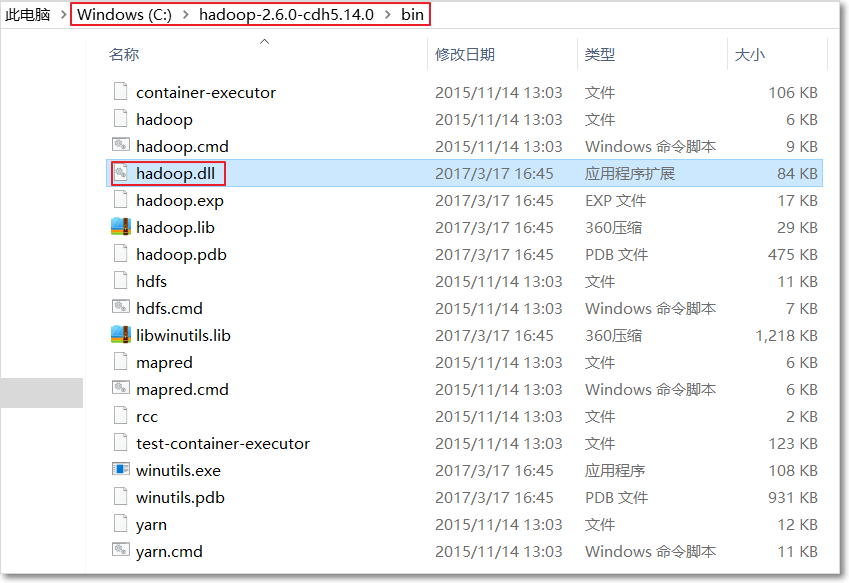 此电脑 > Windows (C:) > hadoop-2.6.0-cdh5.14.0 > bin
名称 修改日期 类型 大小
container-executor 2015/11/14 13:03 文件 106 KB
hadoop 2015/11/14 13:03 文件 6 KB
hadoop.cmd 2015/11/14 13:03 Windows 命令脚本 9 KB
hadoop.dll 2017/3/17 16:45 应用程序扩展 84 KB
hadoop.exp 2017/3/17 16:45 EXP 文件 17 KB
hadoop.lib 2017/3/17 16:45 360压缩 29 KB
hadoop.pdb 2017/3/17 16:45 PDB 文件 475 KB
hdfs 2015/11/14 13:03 文件 11 KB
hdfs.cmd 2015/11/14 13:03 Windows 命令脚本 7 KB
libwinutils.lib 2017/3/17 16:45 360压缩 1,218 KB
mapred 2015/11/14 13:03 文件 6 KB
mapred.cmd 2015/11/14 13:03 Windows 命令脚本 6 KB
rcc 2015/11/14 13:03 文件 2 KB
test-container-executor 2015/11/14 13:03 文件 123 KB
winutils.exe 2017/3/17 16:45 应用程序 108 KB
winutils.pdb 2017/3/17 16:45 PDB 文件 931 KB
yarn 2015/11/14 13:03 文件 12 KB
yarn.cmd 2015/11/14 13:03 Windows 命令脚本 11 KB